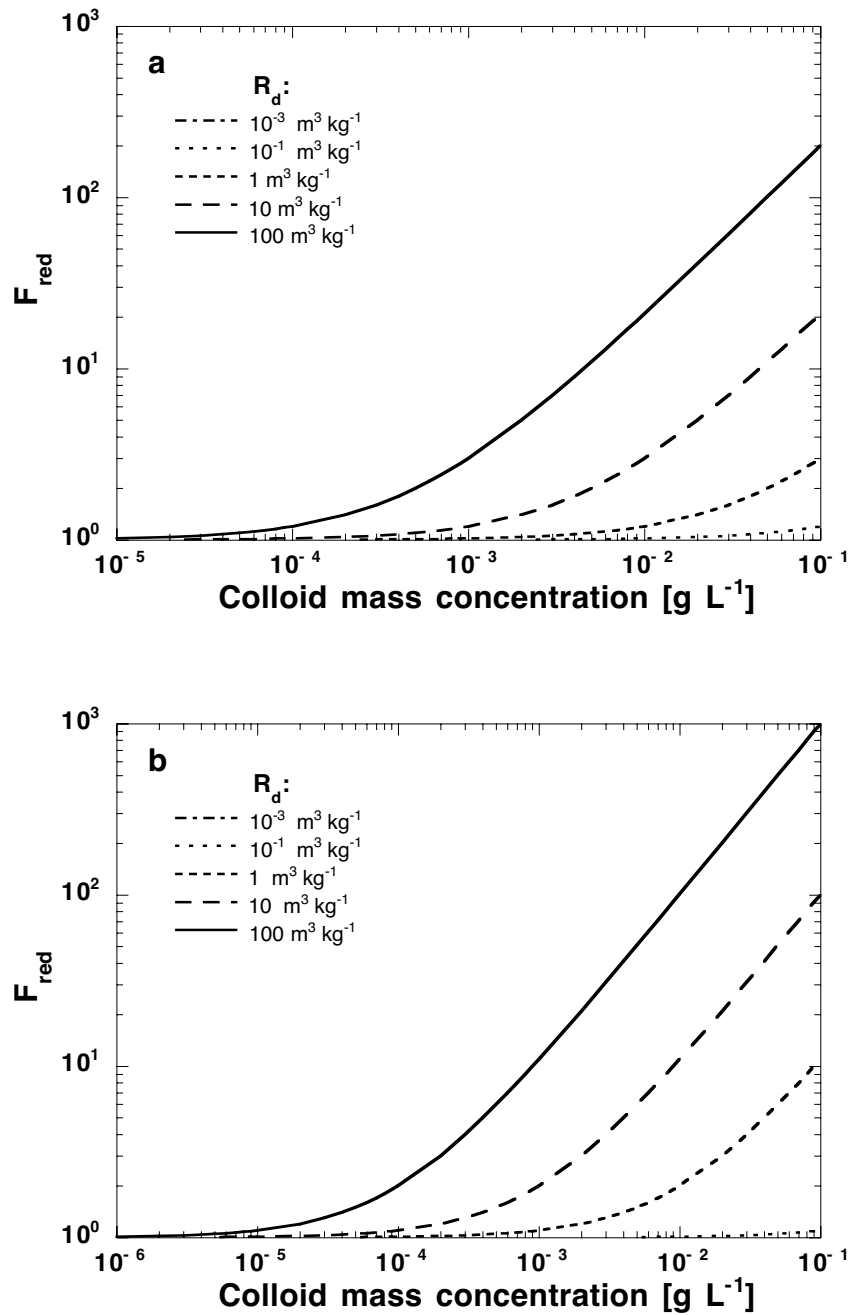 a
R_d:
10^-3 m^3 kg^-1
10^-1 m^3 kg^-1
1 m^3 kg^-1
10 m^3 kg^-1
100 m^3 kg^-1
10^3
10^2
10^1
10^0
F_red
10^-5 10^-4 10^-3 10^-2 10^-1
Colloid mass concentration [g L^-1]
b
R_d:
10^-3 m^3 kg^-1
10^-1 m^3 kg^-1
1 m^3 kg^-1
10 m^3 kg^-1
100 m^3 kg^-1
10^3
10^2
10^1
10^0
F_red
10^-6 10^-5 10^-4 10^-3 10^-2 10^-1
Colloid mass concentration [g L^-1]